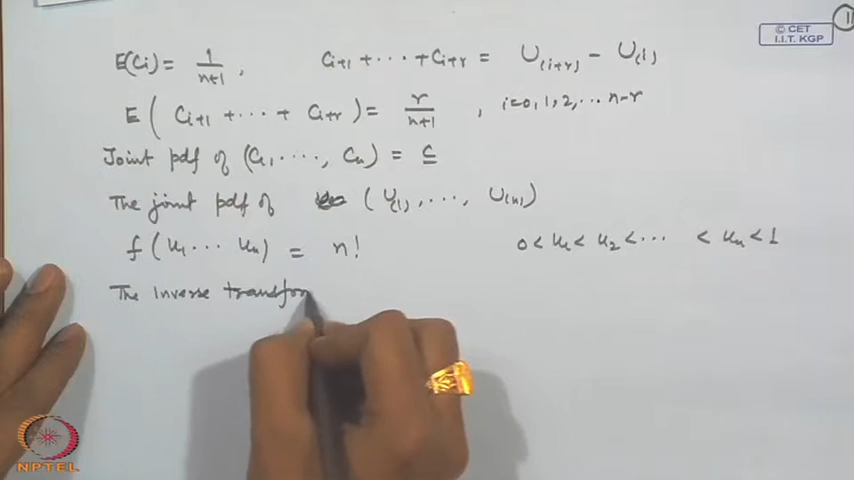 11
© CET
I.I.T. KGP
E(Ci) = 1/(n+1) , Ci+1 + ··· + Ci+r = U(i+r) - U(i)
E ( Ci+1 + ··· + Ci+r ) = r/(n+1) , i=0,1,2,... n-r
Joint pdf of (C1, ····, Cn) = C
The joint pdf of ( U(1), ····, U(n) )
f (u1 ··· un) = n! 0 < u1 < u2 < ··· < un < 1
The inverse transfor
NPTEL